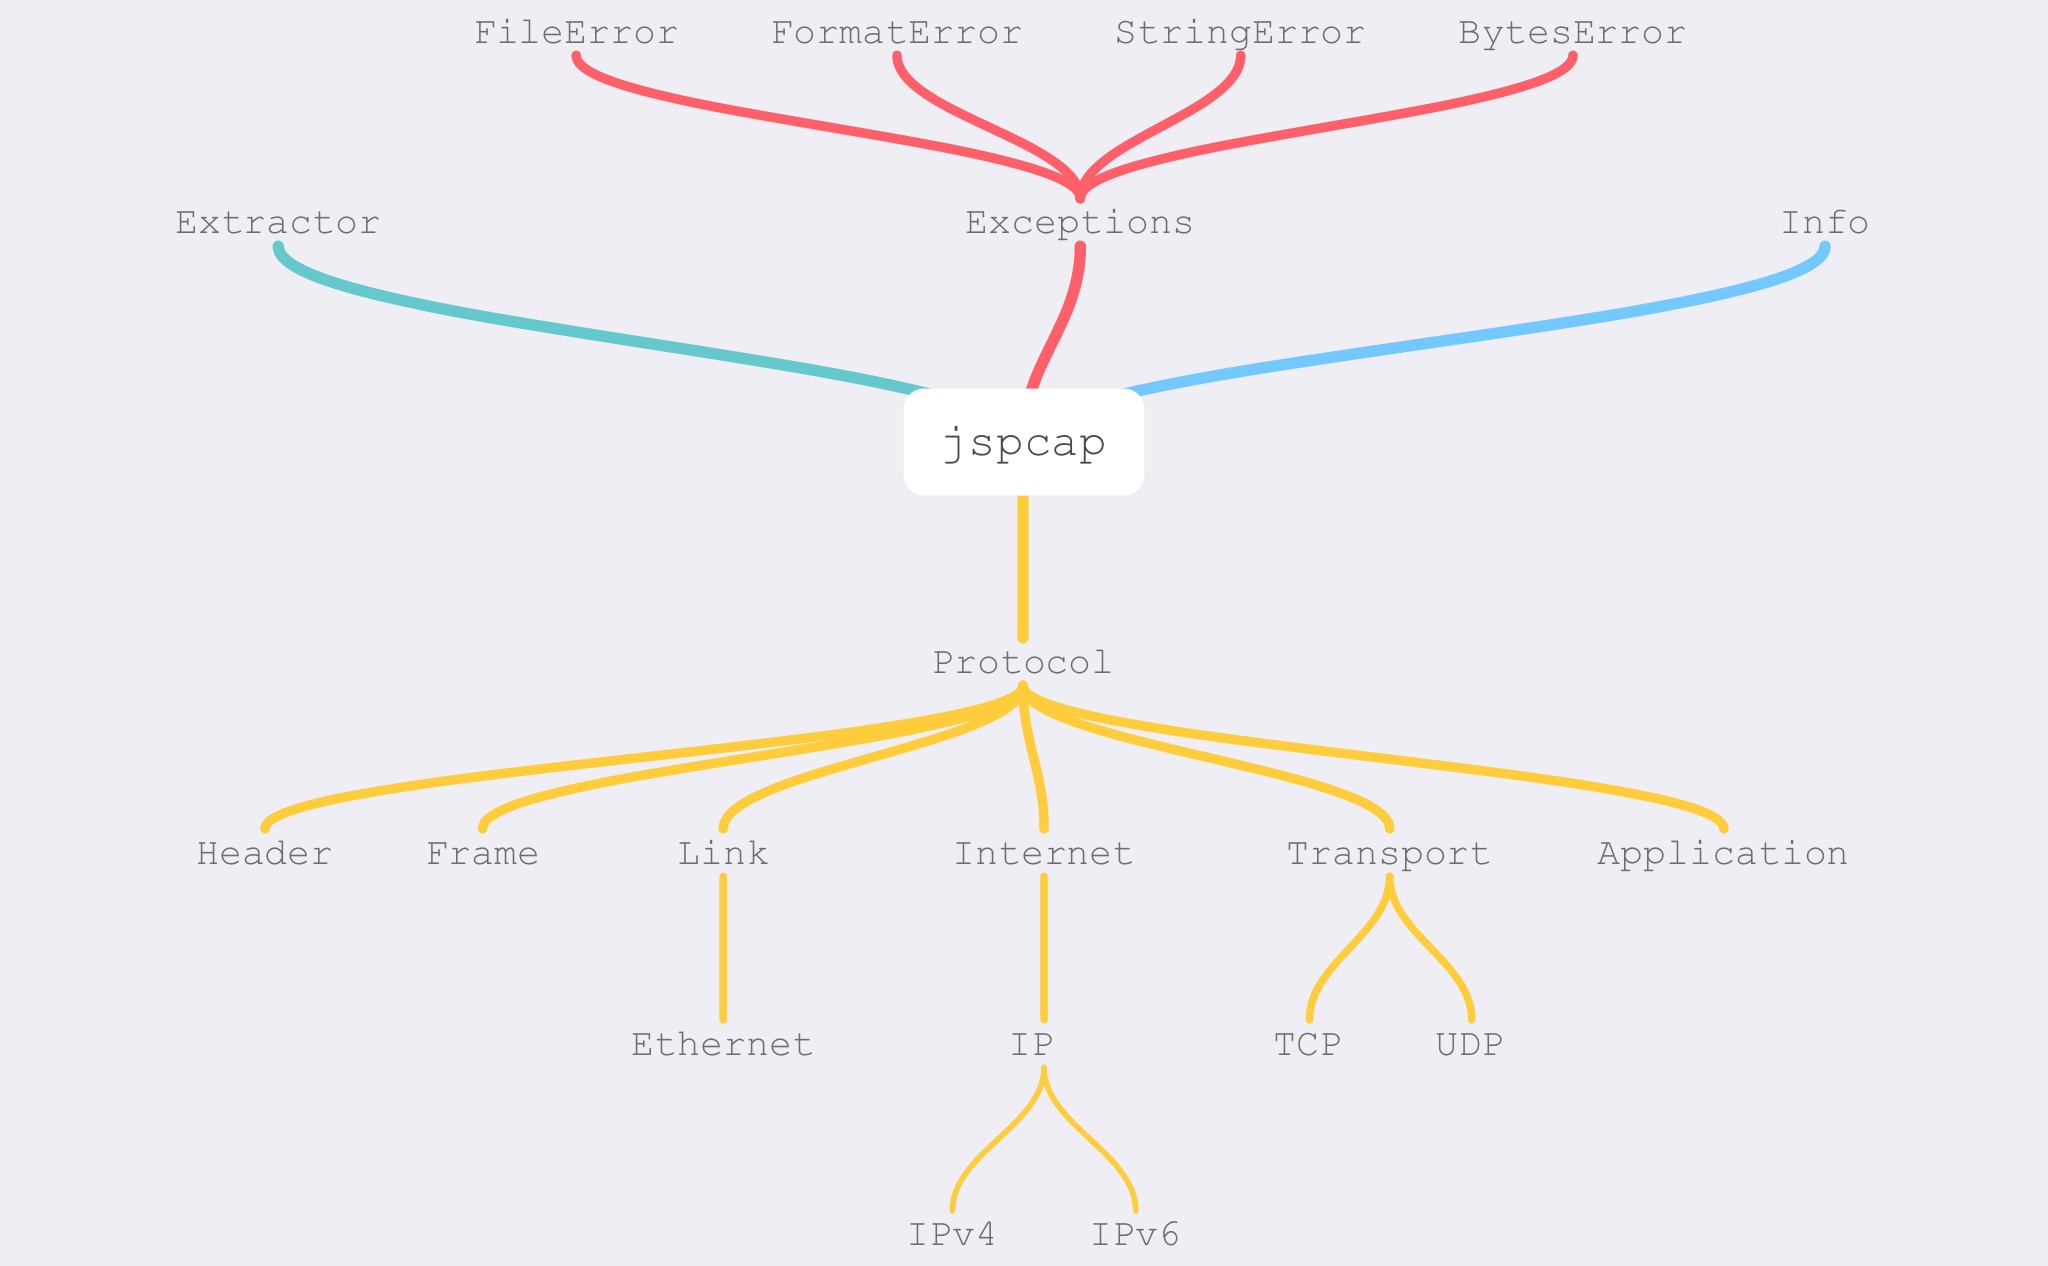 FileError FormatError StringError BytesError
Extractor Exceptions Info
jspcap
Protocol
Header Frame Link Internet Transport Application
Ethernet IP TCP UDP
IPv4 IPv6